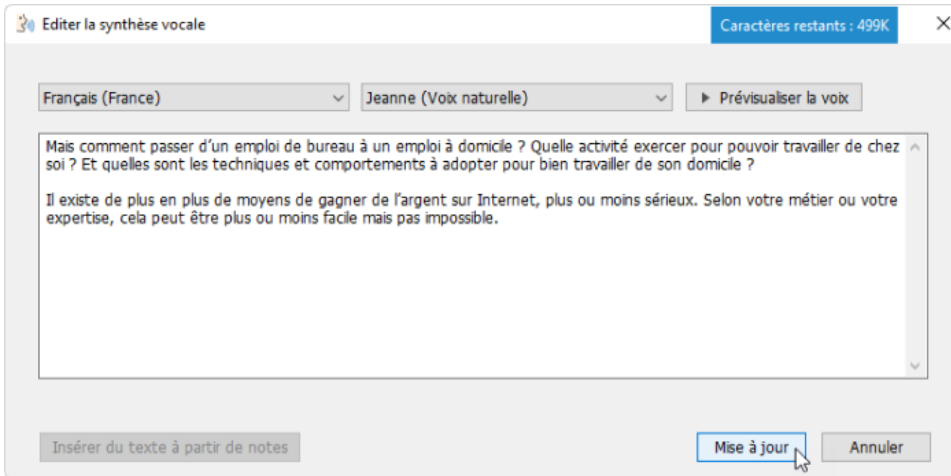 Editer la synthèse vocale
Caractères restants : 499K
Français (France)
Jeanne (Voix naturelle)
Prévisualiser la voix
Mais comment passer d'un emploi de bureau à un emploi à domicile ? Quelle activité exercer pour pouvoir travailler de chez
soi ? Et quelles sont les techniques et comportements à adopter pour bien travailler de son domicile ?
Il existe de plus en plus de moyens de gagner de l'argent sur Internet, plus ou moins sérieux. Selon votre métier ou votre
expertise, cela peut être plus ou moins facile mais pas impossible.
Insérer du texte à partir de notes
Mise à jour
Annuler